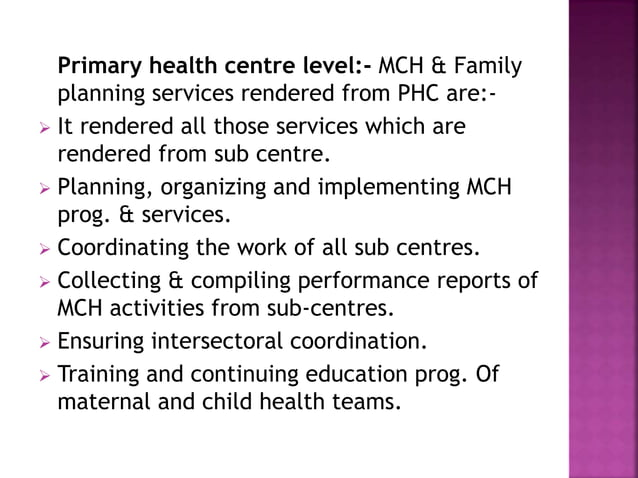 Primary health centre level:- MCH & Family
planning services rendered from PHC are:-
➢ It rendered all those services which are
rendered from sub centre.
➢ Planning, organizing and implementing MCH
prog. & services.
➢ Coordinating the work of all sub centres.
➢ Collecting & compiling performance reports of
MCH activities from sub-centres.
➢ Ensuring intersectoral coordination.
➢ Training and continuing education prog. Of
maternal and child health teams.